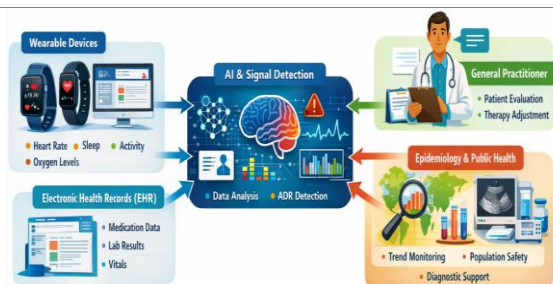 Wearable Devices
Heart Rate
Sleep
Activity
Oxygen Levels
Electronic Health Records (EHR)
Medication Data
Lab Results
Vitals
AI & Signal Detection
Data Analysis
ADR Detection
General Practitioner
Patient Evaluation
Therapy Adjustment
Epidemiology & Public Health
Trend Monitoring
Population Safety
Diagnostic Support